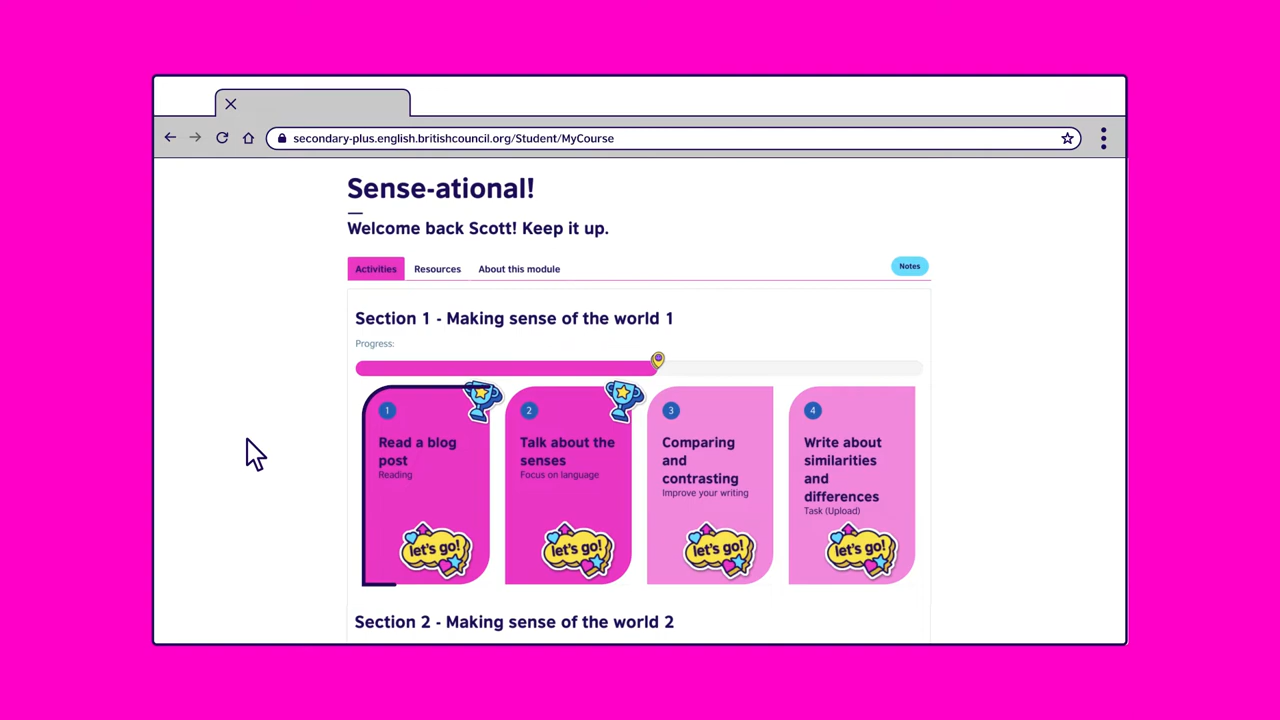 secondary-plus.english.britishcouncil.org/Student/MyCourse
Sense-ational!
Welcome back Scott! Keep it up.
Activities Resources About this module Notes
Section 1 - Making sense of the world 1
Progress:
1
Read a blog
post
Reading
let's go!
2
Talk about the
senses
Focus on language
let's go!
3
Comparing
and
contrasting
Improve your writing
let's go!
4
Write about
similarities
and
differences
Task (Upload)
let's go!
Section 2 - Making sense of the world 2